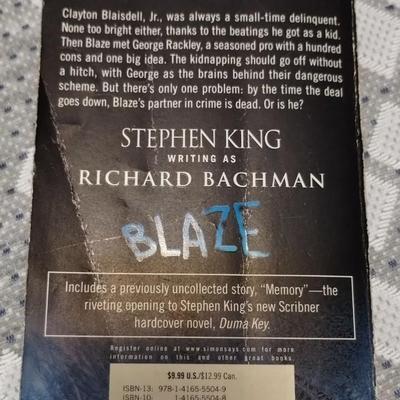 Clayton Blaisdell, Jr., was always a small-time delinquent.
None too bright either, thanks to the beatings he got as a kid.
Then Blaze met George Rackley, a seasoned pro with a hundred
cons and one big idea. The kidnapping should go off without
a hitch, with George as the brains behind their dangerous
scheme. But there's only one problem: by the time the deal
goes down, Blaze's partner in crime is dead. Or is he?
STEPHEN KING
WRITING AS
RICHARD BACHMAN
BLAZE
Includes a previously uncollected story, "Memory"—the
riveting opening to Stephen King's new Scribner
hardcover novel, Duma Key.
Register online at www.simonsays.com for more
information on this and other great books.
$9.99 U.S./$12.99 Can.
ISBN-13: 978-1-4165-5504-9
ISBN-10: 1-4165-5504-8